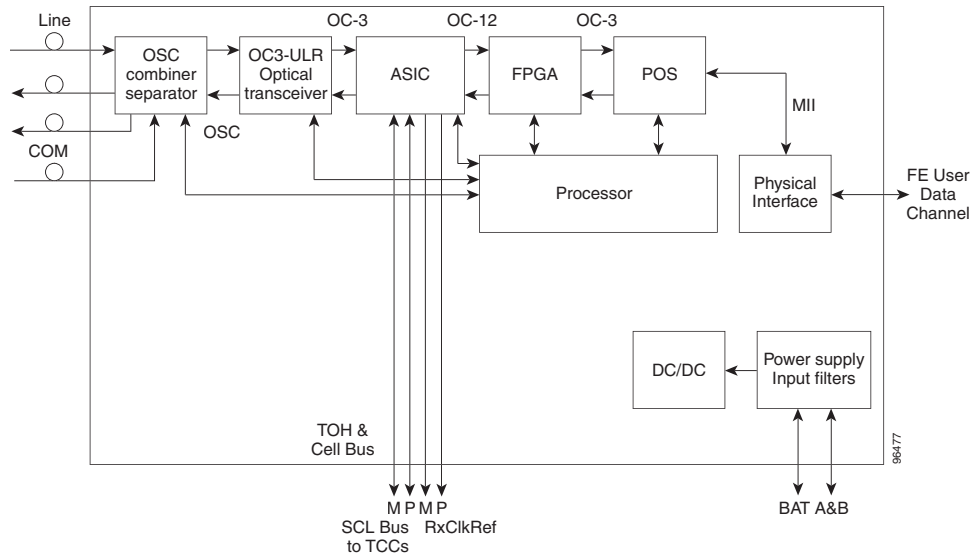 Line
OC-3
OC-12
OC-3
OSC
combiner
separator
OC3-ULR
Optical
transceiver
ASIC
FPGA
POS
MII
OSC
COM
Processor
Physical
Interface
FE User
Data
Channel
DC/DC
Power supply
Input filters
TOH &
Cell Bus
96477
M P M P
SCL Bus
to TCCs
RxClkRef
BAT A&B